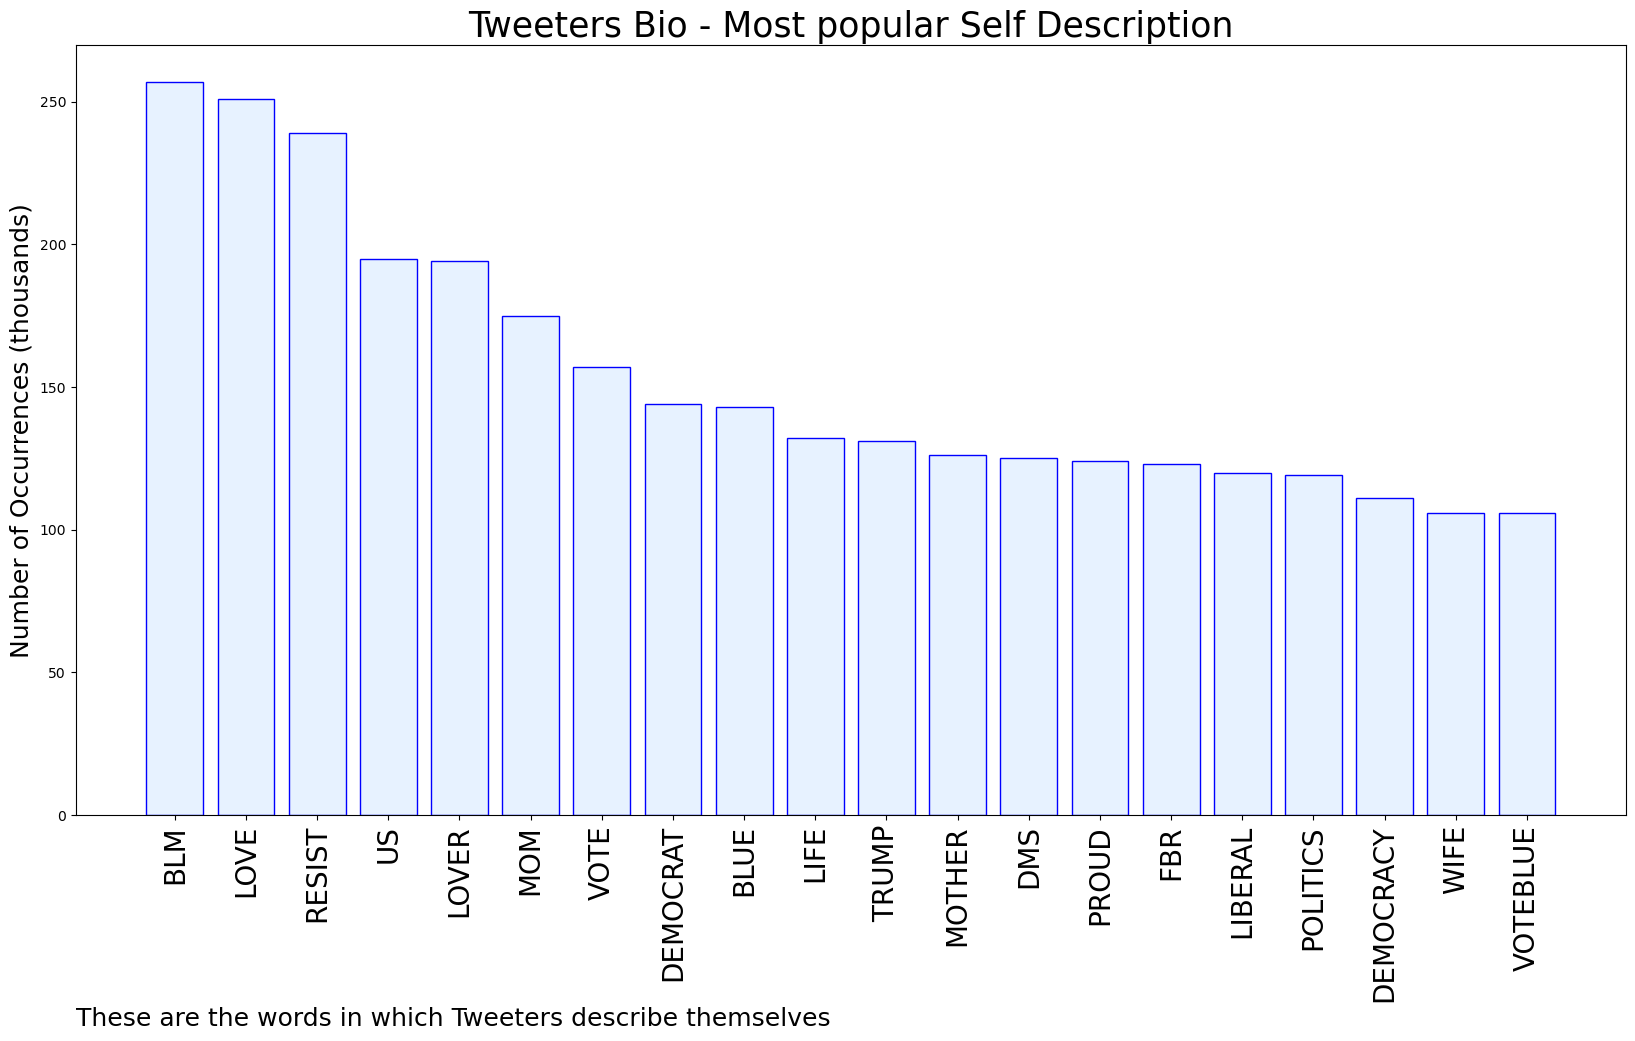 Tweeters Bio - Most popular Self Description
Number of Occurrences (thousands)
250
200
150
100
50
0
BLM
LOVE
RESIST
US
LOVER
MOM
VOTE
DEMOCRAT
BLUE
LIFE
TRUMP
MOTHER
DMS
PROUD
FBR
LIBERAL
POLITICS
DEMOCRACY
WIFE
VOTEBLUE
These are the words in which Tweeters describe themselves